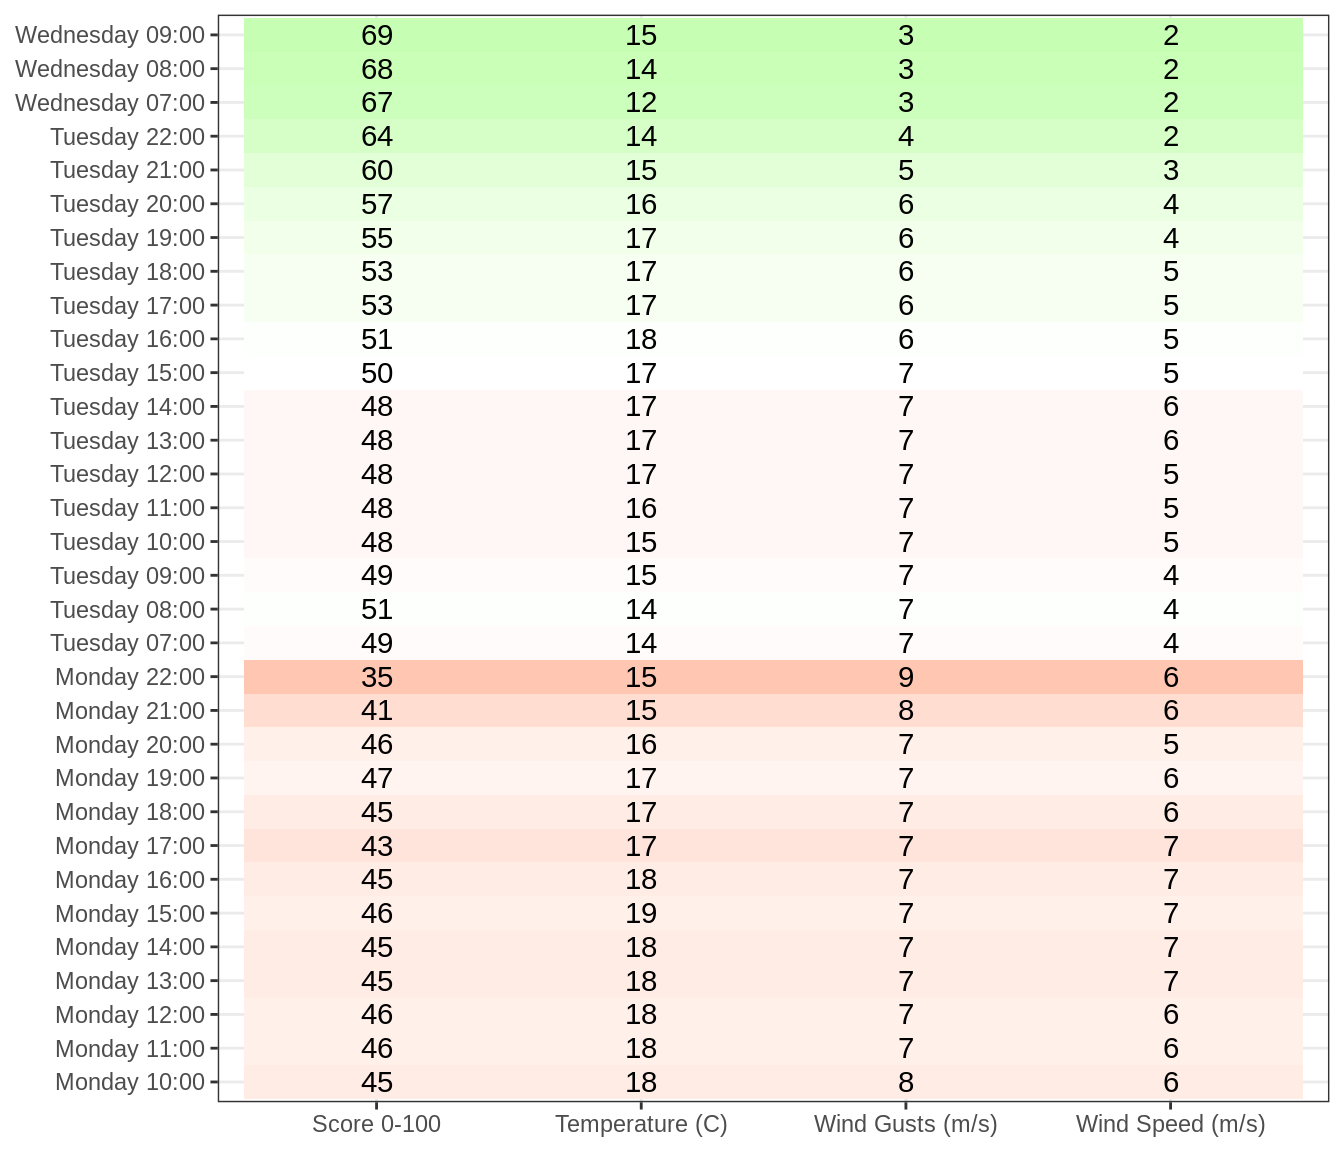 Wednesday 09:00 69 15 3 2
Wednesday 08:00 68 14 3 2
Wednesday 07:00 67 12 3 2
Tuesday 22:00 64 14 4 2
Tuesday 21:00 60 15 5 3
Tuesday 20:00 57 16 6 4
Tuesday 19:00 55 17 6 4
Tuesday 18:00 53 17 6 5
Tuesday 17:00 53 17 6 5
Tuesday 16:00 51 18 6 5
Tuesday 15:00 50 17 7 5
Tuesday 14:00 48 17 7 6
Tuesday 13:00 48 17 7 6
Tuesday 12:00 48 17 7 5
Tuesday 11:00 48 16 7 5
Tuesday 10:00 48 15 7 5
Tuesday 09:00 49 15 7 4
Tuesday 08:00 51 14 7 4
Tuesday 07:00 49 14 7 4
Monday 22:00 35 15 9 6
Monday 21:00 41 15 8 6
Monday 20:00 46 16 7 5
Monday 19:00 47 17 7 6
Monday 18:00 45 17 7 6
Monday 17:00 43 17 7 7
Monday 16:00 45 18 7 7
Monday 15:00 46 19 7 7
Monday 14:00 45 18 7 7
Monday 13:00 45 18 7 7
Monday 12:00 46 18 7 6
Monday 11:00 46 18 7 6
Monday 10:00 45 18 8 6
Score 0-100 Temperature (C) Wind Gusts (m/s) Wind Speed (m/s)